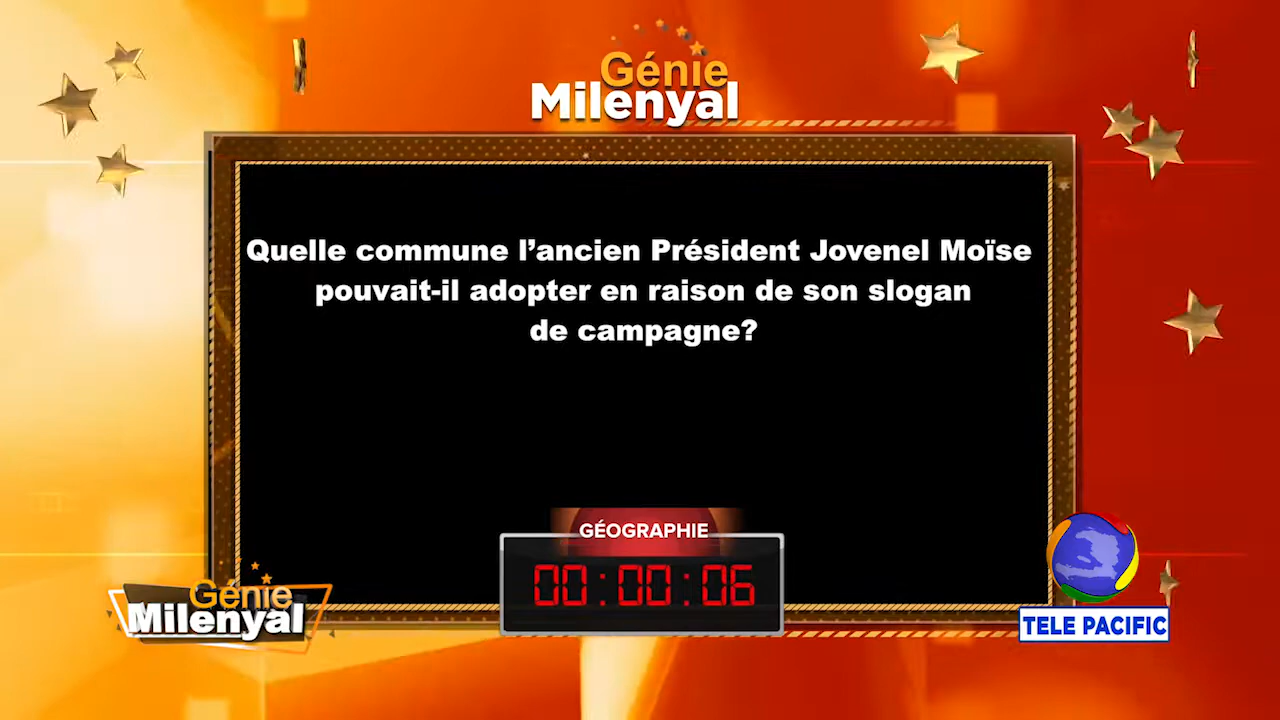 Génie
Milenyal
Quelle commune l’ancien Président Jovenel Moïse
pouvait-il adopter en raison de son slogan
de campagne?
GÉOGRAPHIE
00:00:06
Génie
Milenyal
TELE PACIFIC